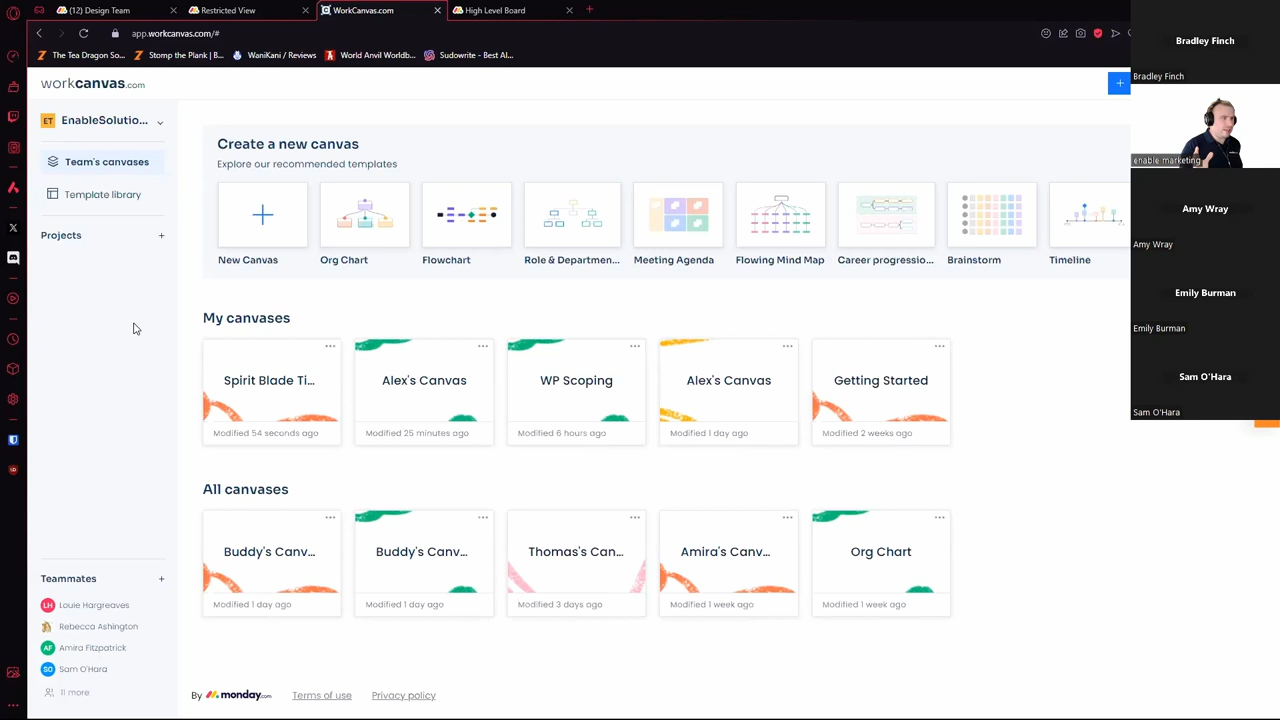 (12) Design Team
Restricted View
WorkCanvas.com
High Level Board
app.workcanvas.com/#
The Tea Dragon So...
Stomp the Plank | B...
WaniKani / Reviews
World Anvil Worldb...
Sudowrite - Best AI...
workcanvas.com
ET EnableSolutio...
Team's canvases
Template library
Projects
Create a new canvas
Explore our recommended templates
New Canvas
Org Chart
Flowchart
Role & Departmen...
Meeting Agenda
Flowing Mind Map
Career progressio...
Brainstorm
Timeline
My canvases
Spirit Blade Ti...
Modified 54 seconds ago
Alex's Canvas
Modified 25 minutes ago
WP Scoping
Modified 6 hours ago
Alex's Canvas
Modified 1 day ago
Getting Started
Modified 2 weeks ago
All canvases
Buddy's Canv...
Modified 1 day ago
Buddy's Canv...
Modified 1 day ago
Thomas's Can...
Modified 3 days ago
Amira's Canv...
Modified 1 week ago
Org Chart
Modified 1 week ago
Teammates
LH Louie Hargreaves
Rebecca Ashington
AF Amira Fitzpatrick
SO Sam O'Hara
11 more
By monday.com
Terms of use
Privacy policy
Bradley Finch
Bradley Finch
enable marketing
Amy Wray
Amy Wray
Emily Burman
Emily Burman
Sam O'Hara
Sam O'Hara